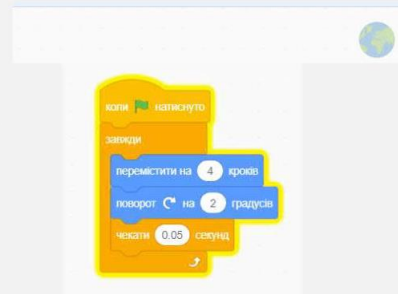 коли натиснуто
завжди
перемістити на 4 кроків
поворот на 2 градусів
чекати 0.05 секунд